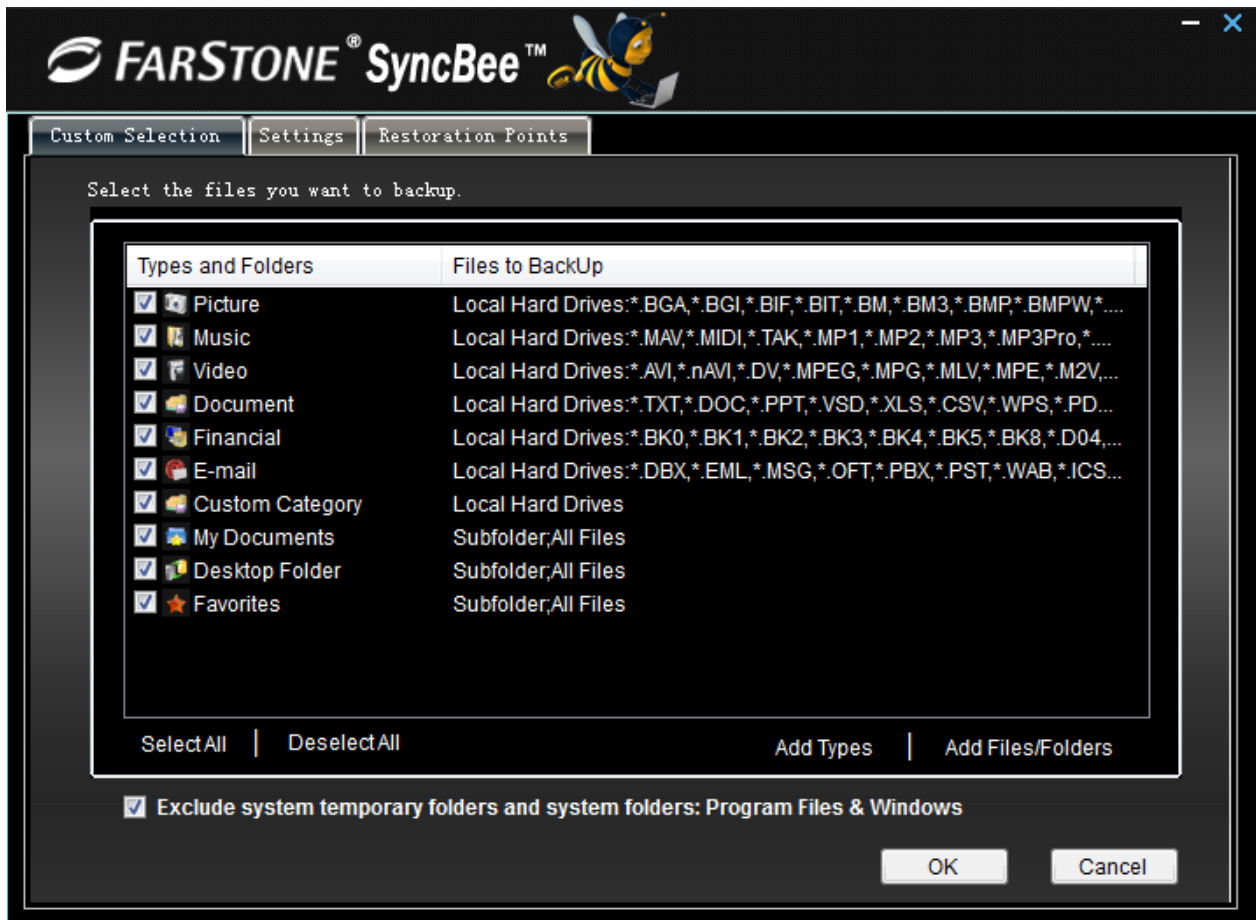 FARSTONE® SyncBee™
Custom Selection Settings Restoration Points
Select the files you want to backup.
Types and Folders Files to BackUp
Picture Local Hard Drives:*.BGA,*.BGI,*.BIF,*.BIT,*.BM,*.BM3,*.BMP,*.BMPW,*....
Music Local Hard Drives:*.MAV,*.MIDI,*.TAK,*.MP1,*.MP2,*.MP3,*.MP3Pro,*....
Video Local Hard Drives:*.AVI,*.nAVI,*.DV,*.MPEG,*.MPG,*.MLV,*.MPE,*.M2V,...
Document Local Hard Drives:*.TXT,*.DOC,*.PPT,*.VSD,*.XLS,*.CSV,*.WPS,*.PD...
Financial Local Hard Drives:*.BK0,*.BK1,*.BK2,*.BK3,*.BK4,*.BK5,*.BK8,*.D04,...
E-mail Local Hard Drives:*.DBX,*.EML,*.MSG,*.OFT,*.PBX,*.PST,*.WAB,*.ICS...
Custom Category Local Hard Drives
My Documents Subfolder;All Files
Desktop Folder Subfolder;All Files
Favorites Subfolder;All Files
Select All | Deselect All Add Types | Add Files/Folders
Exclude system temporary folders and system folders: Program Files & Windows
OK Cancel